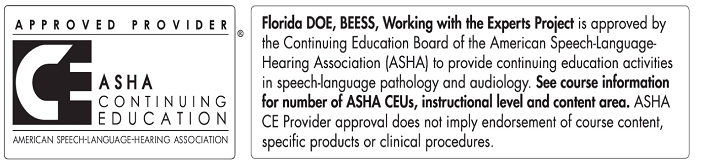 APPROVED PROVIDER
®
CE
ASHA
CONTINUING
EDUCATION
AMERICAN SPEECH-LANGUAGE-HEARING ASSOCIATION
Florida DOE, BEESS, Working with the Experts Project is approved by
the Continuing Education Board of the American Speech-Language-
Hearing Association (ASHA) to provide continuing education activities
in speech-language pathology and audiology. See course information
for number of ASHA CEUs, instructional level and content area. ASHA
CE Provider approval does not imply endorsement of course content,
specific products or clinical procedures.